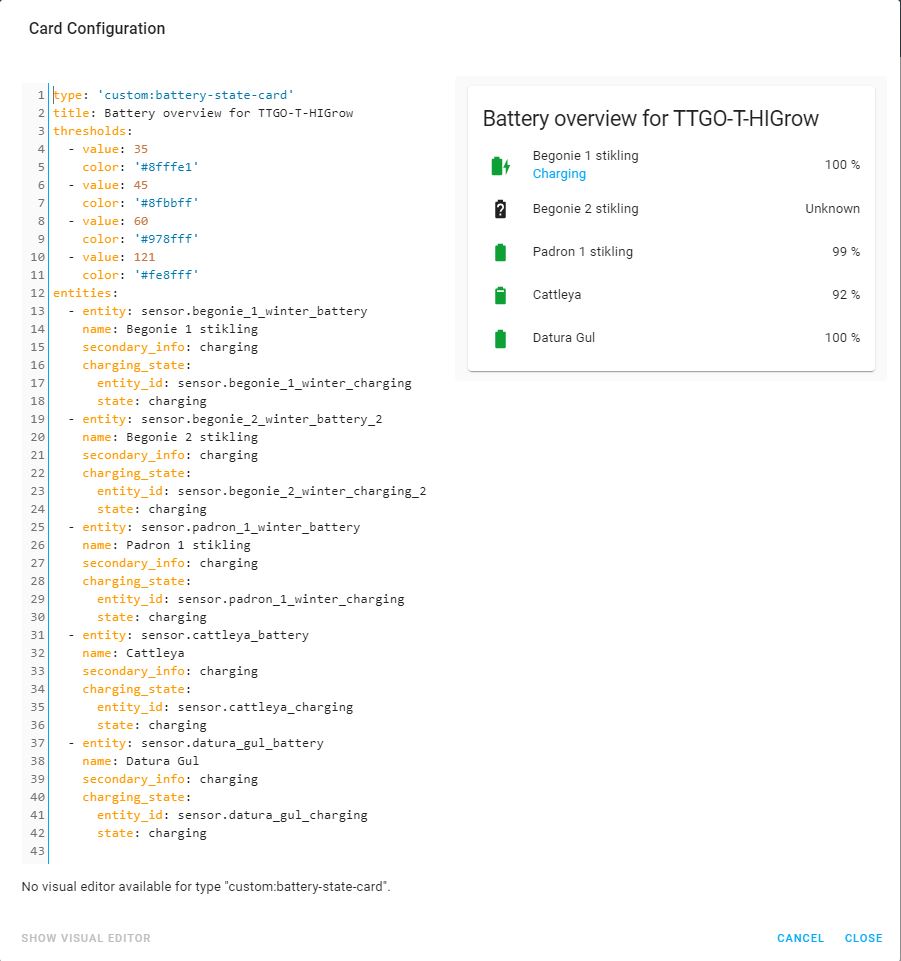 Card Configuration
1 type: 'custom:battery-state-card'
2 title: Battery overview for TTGO-T-HIGrow
3 thresholds:
4   - value: 35
5     color: '#8fffe1'
6   - value: 45
7     color: '#8fbbff'
8   - value: 60
9     color: '#978fff'
10   - value: 121
11     color: '#fe8fff'
12 entities:
13   - entity: sensor.begonie_1_winter_battery
14     name: Begonie 1 stikling
15     secondary_info: charging
16     charging_state:
17       entity_id: sensor.begonie_1_winter_charging
18       state: charging
19   - entity: sensor.begonie_2_winter_battery_2
20     name: Begonie 2 stikling
21     secondary_info: charging
22     charging_state:
23       entity_id: sensor.begonie_2_winter_charging_2
24       state: charging
25   - entity: sensor.padron_1_winter_battery
26     name: Padron 1 stikling
27     secondary_info: charging
28     charging_state:
29       entity_id: sensor.padron_1_winter_charging
30       state: charging
31   - entity: sensor.cattleya_battery
32     name: Cattleya
33     secondary_info: charging
34     charging_state:
35       entity_id: sensor.cattleya_charging
36       state: charging
37   - entity: sensor.datura_gul_battery
38     name: Datura Gul
39     secondary_info: charging
40     charging_state:
41       entity_id: sensor.datura_gul_charging
42       state: charging
43
Battery overview for TTGO-T-HIGrow
Begonie 1 stikling 100 %
Charging
Begonie 2 stikling Unknown
Padron 1 stikling 99 %
Cattleya 92 %
Datura Gul 100 %
No visual editor available for type "custom:battery-state-card".
SHOW VISUAL EDITOR CANCEL CLOSE